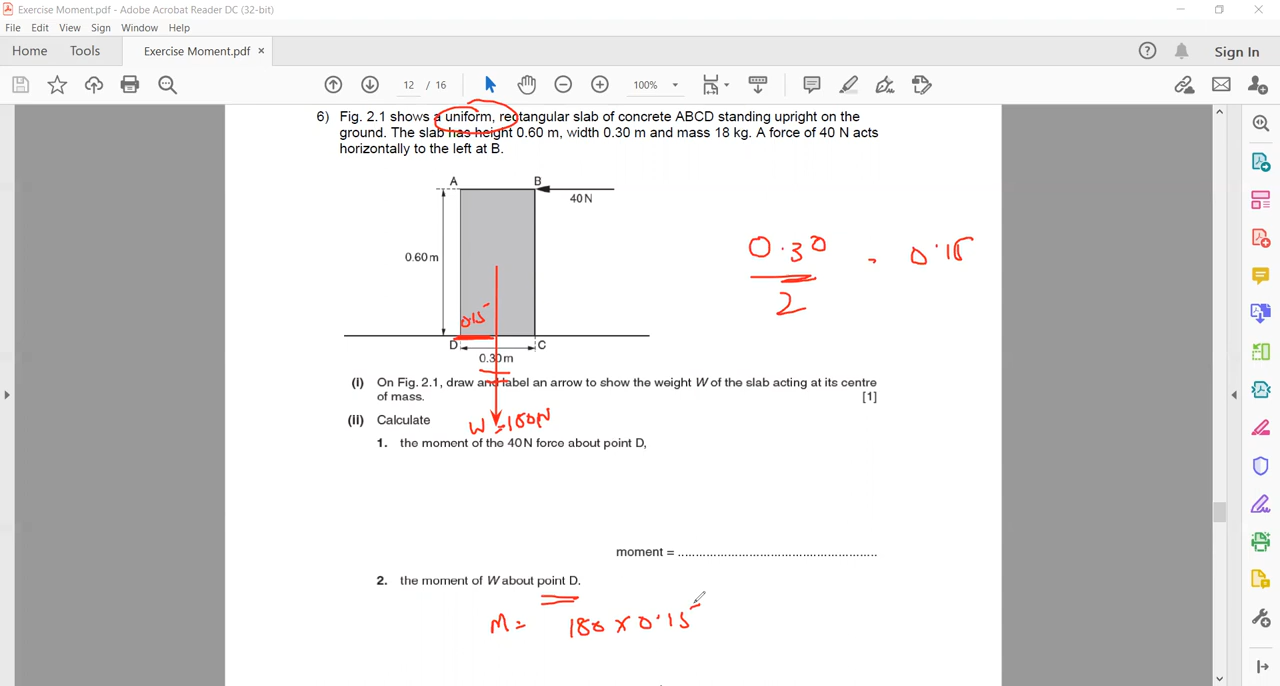 Exercise Moment.pdf - Adobe Acrobat Reader DC (32-bit)
File Edit View Sign Window Help
Home Tools Exercise Moment.pdf × Sign In
12 / 16 100%
6) Fig. 2.1 shows a uniform, rectangular slab of concrete ABCD standing upright on the
ground. The slab has height 0.60 m, width 0.30 m and mass 18 kg. A force of 40 N acts
horizontally to the left at B.
A B
40 N
0.30
2
= 0.15
0.60 m
0.15
D C
0.30 m
(i) On Fig. 2.1, draw and label an arrow to show the weight W of the slab acting at its centre
of mass. [1]
(ii) Calculate
W = 180N
1. the moment of the 40 N force about point D,
moment = ........................................................
2. the moment of W about point D.
M = 180 x 0.15